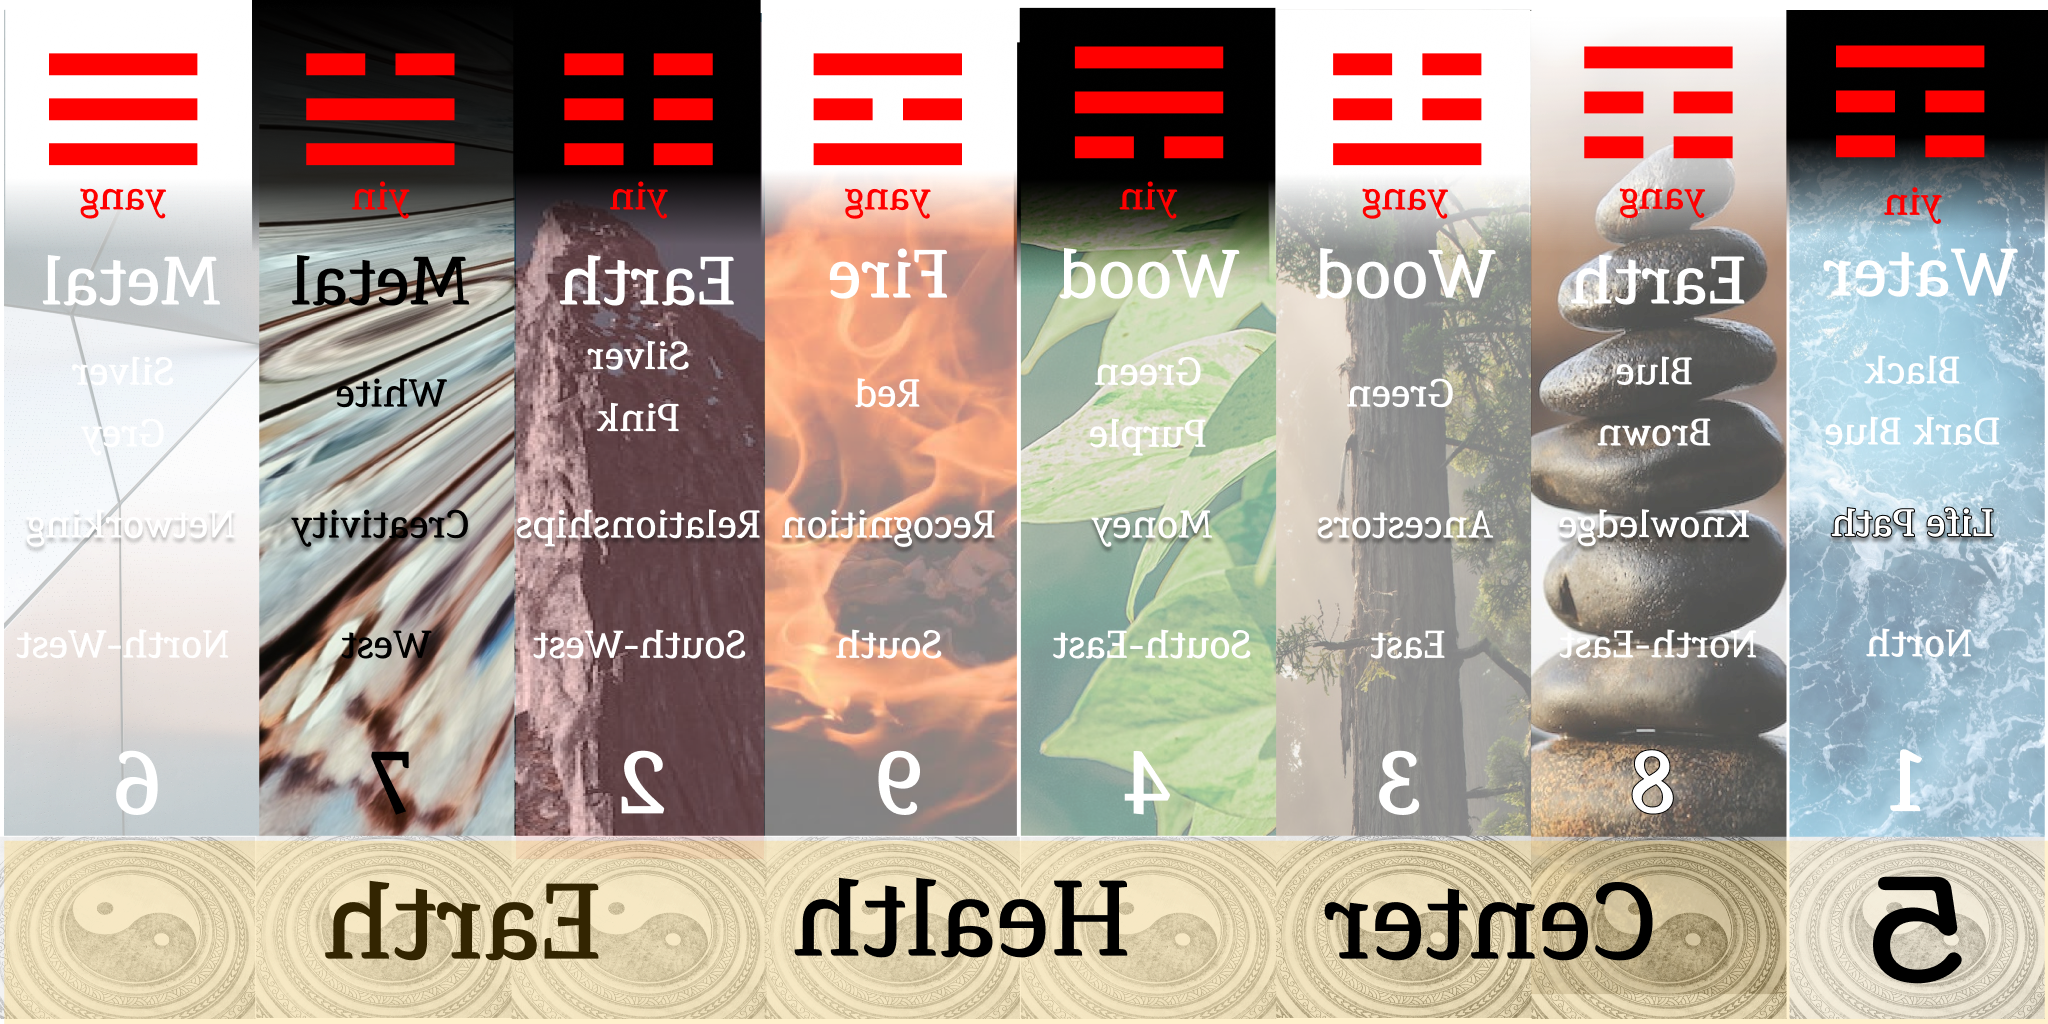 yin
Water
Black
Dark Blue
Life Path
North
1
yang
Earth
Blue
Brown
Knowledge
North-East
8
yang
Wood
Green
Ancestors
East
3
yin
Wood
Green
Purple
Money
South-East
4
yang
Fire
Red
Recognition
South
9
yin
Earth
Silver
Pink
Relationships
South-West
2
yin
Metal
White
Creativity
West
7
yang
Metal
Silver
Grey
Networking
North-West
6
5 Center Health Earth